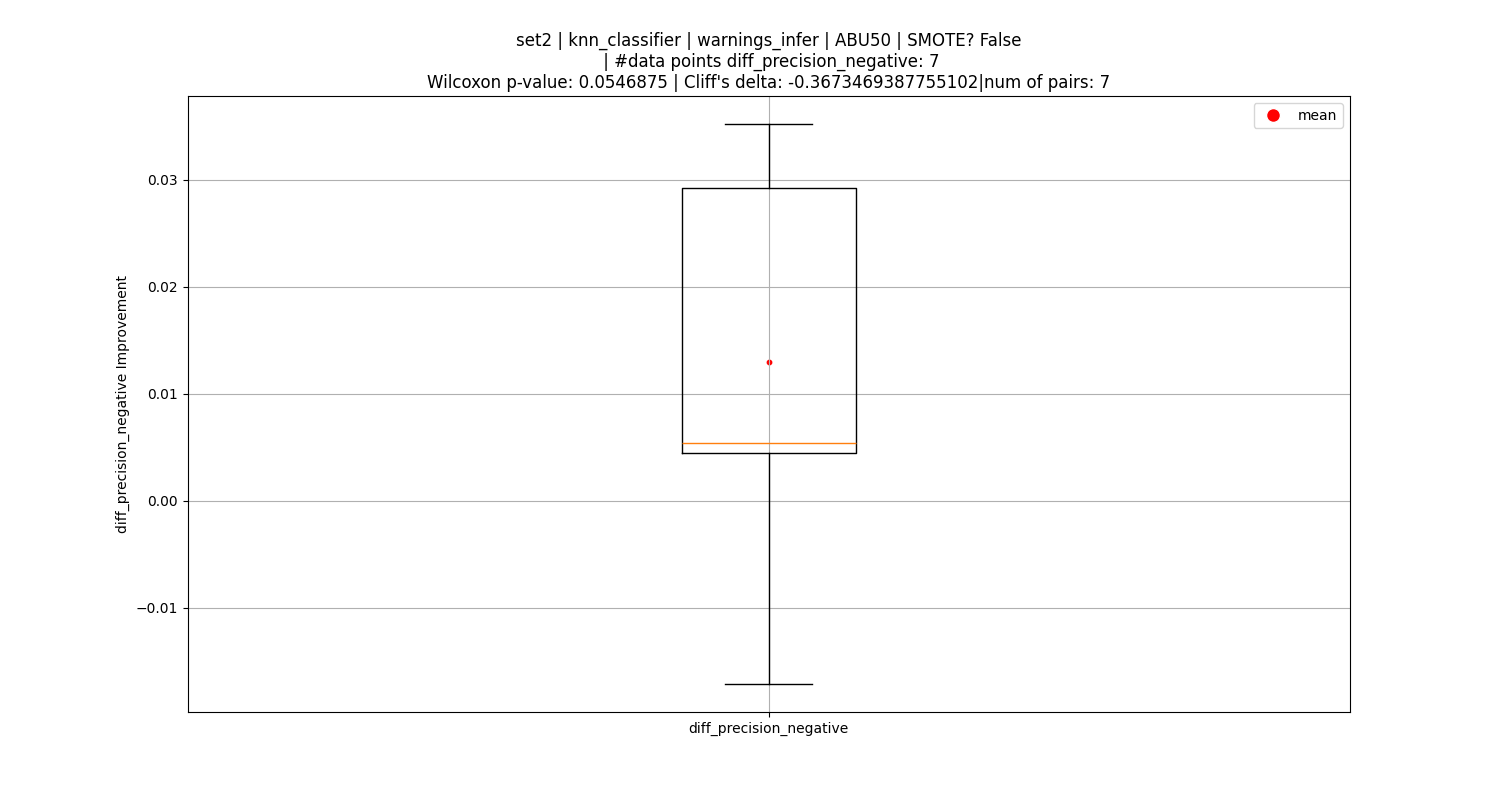 set2 | knn_classifier | warnings_infer | ABU50 | SMOTE? False
| #data points diff_precision_negative: 7
Wilcoxon p-value: 0.0546875 | Cliff's delta: -0.3673469387755102|num of pairs: 7
mean
0.03
0.02
0.01
0.00
−0.01
diff_precision_negative Improvement
diff_precision_negative